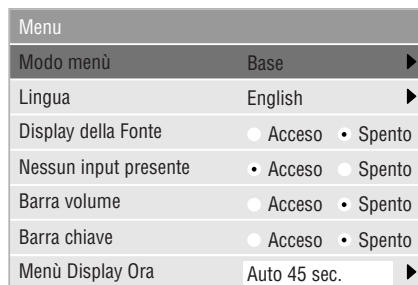 Menu
Modo menù Base
Lingua English
Display della Fonte Acceso Spento
Nessun input presente Acceso Spento
Barra volume Acceso Spento
Barra chiave Acceso Spento
Menù Display Ora Auto 45 sec.